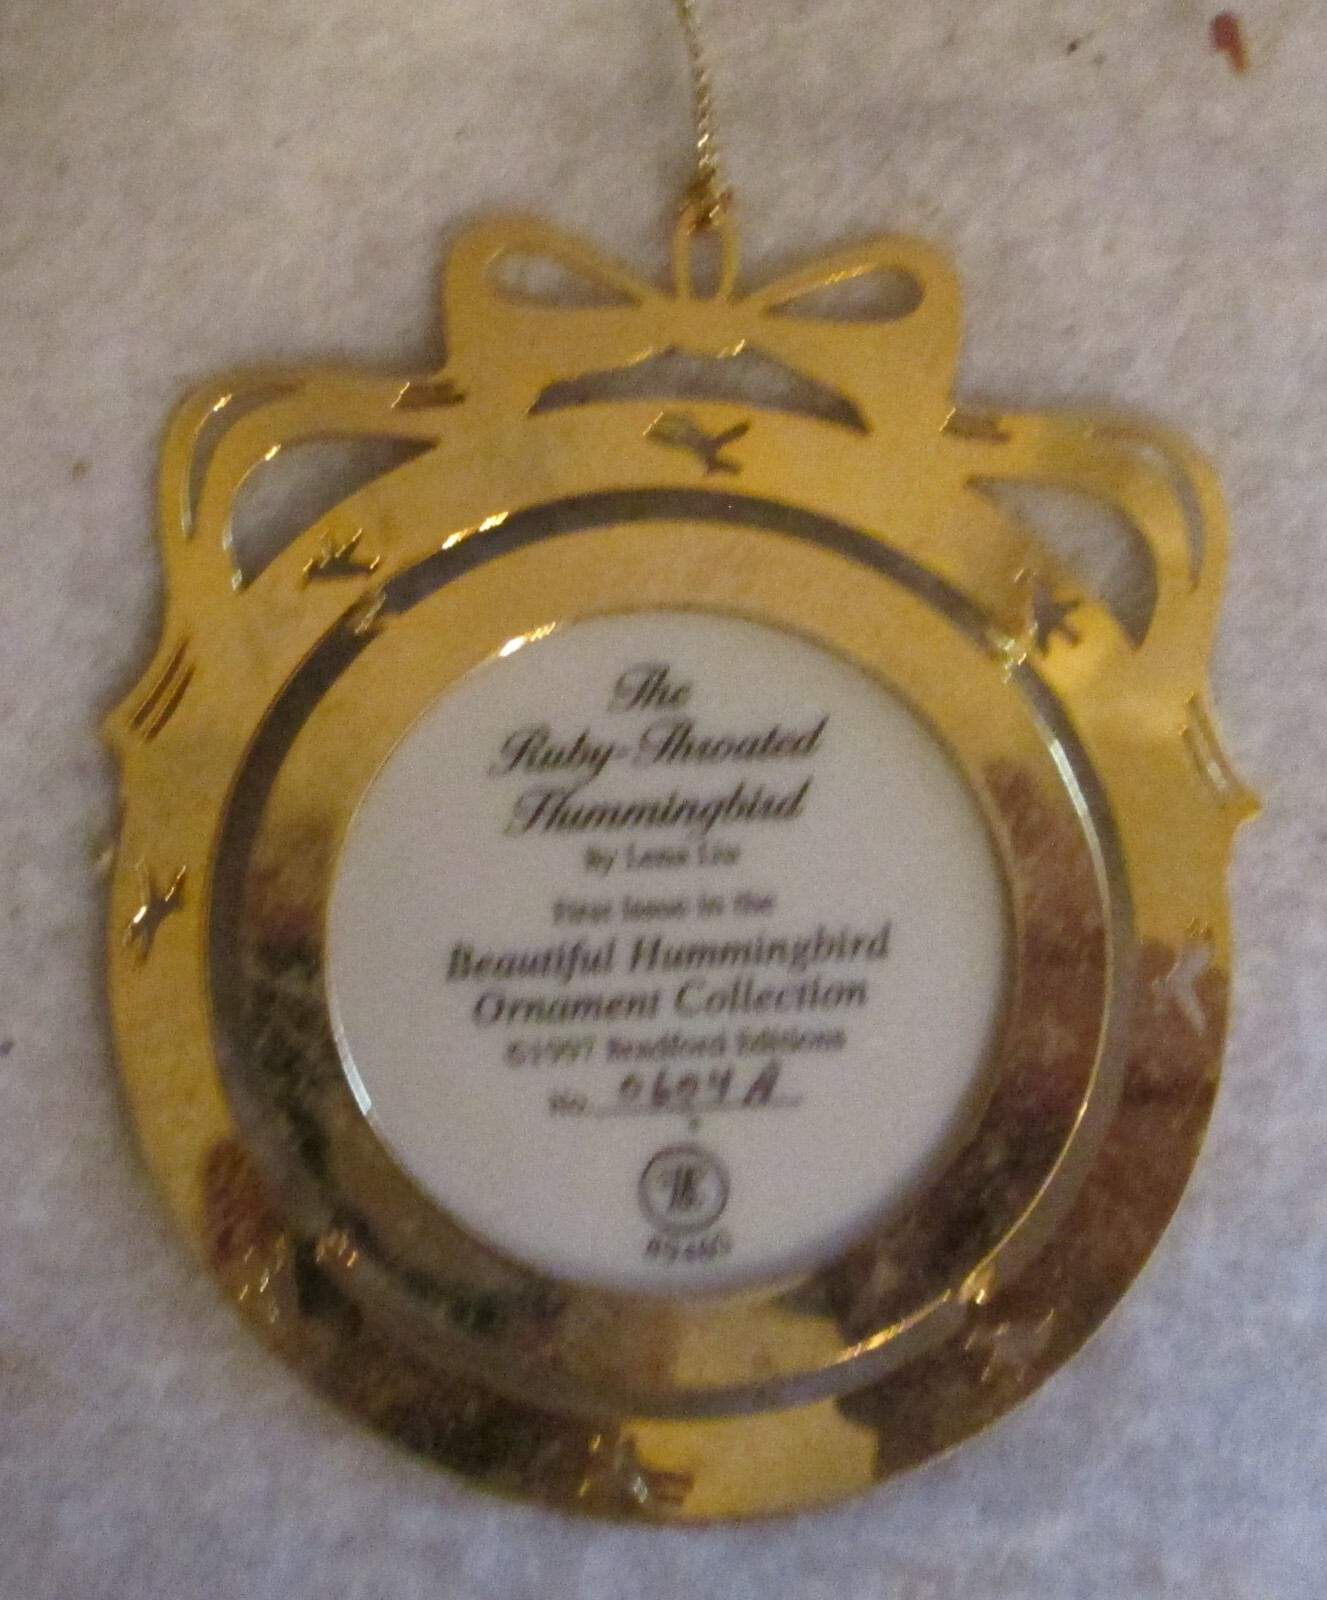 The
Ruby-Throated
Hummingbird
By Lena Liu
First Issue in the
Beautiful Hummingbird
Ornament Collection
©1997 Bradford Editions
No. 0604A